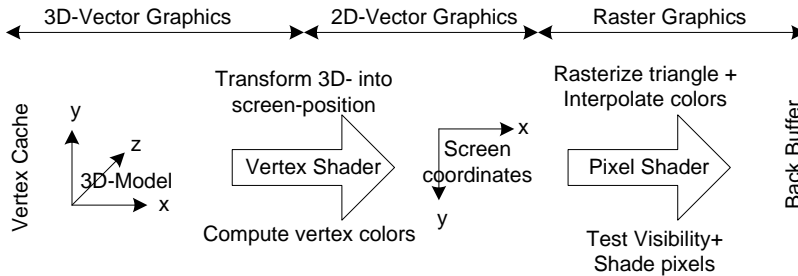 3D-Vector Graphics
2D-Vector Graphics
Raster Graphics
Vertex Cache
y
z
3D-Model
x
Transform 3D- into
screen-position
Vertex Shader
Compute vertex colors
x
Screen
coordinates
y
Rasterize triangle +
Interpolate colors
Pixel Shader
Test Visibility+
Shade pixels
Back Buffer